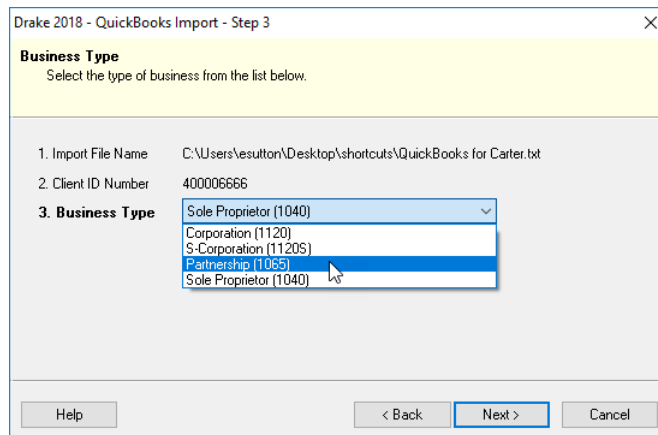 Drake 2018 - QuickBooks Import - Step 3
Business Type
Select the type of business from the list below.
1. Import File Name C:\Users\esutton\Desktop\shortcuts\QuickBooks for Carter.txt
2. Client ID Number 400006666
3. Business Type Sole Proprietor (1040)
Corporation (1120)
S-Corporation (1120S)
Partnership (1065)
Sole Proprietor (1040)
Help < Back Next > Cancel